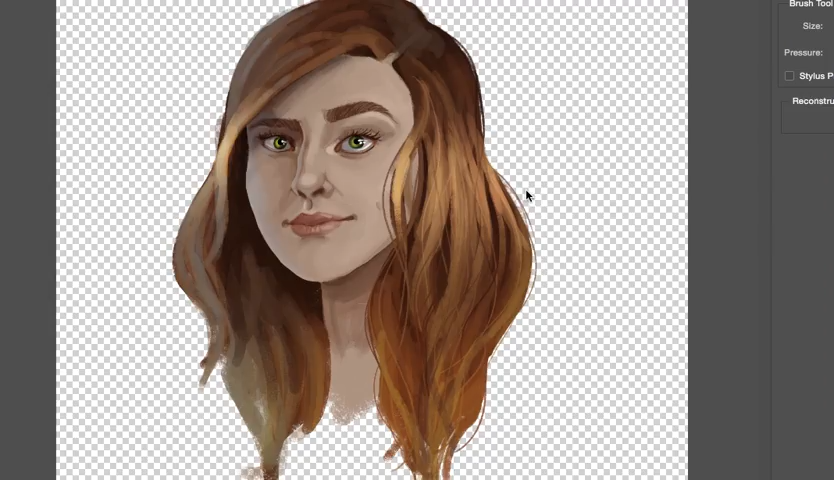 Brush Tool
Size:
Pressure:
Stylus P
Reconstru